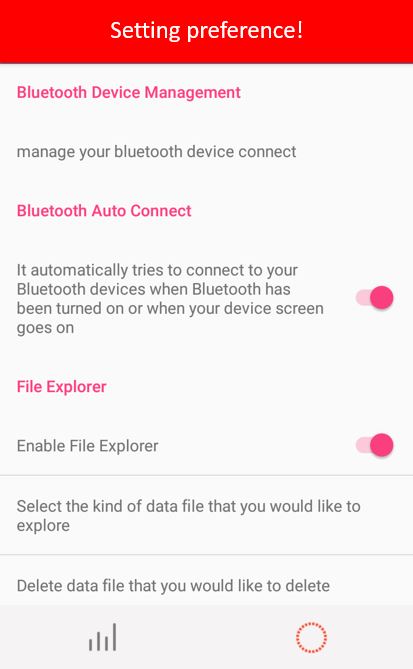 Setting preference!
Bluetooth Device Management
manage your bluetooth device connect
Bluetooth Auto Connect
It automatically tries to connect to your
Bluetooth devices when Bluetooth has
been turned on or when your device screen
goes on
File Explorer
Enable File Explorer
Select the kind of data file that you would like to
explore
Delete data file that you would like to delete